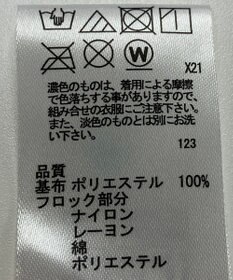 W
X21
濃色のものは、着用による摩擦
で色落ちする事がありますので、
組み合せの衣服にご注意下さい。
また、淡色のものとは別にお洗
い下さい。
123
品質
基布 ポリエステル 100%
フロック部分
ナイロン
レーヨン
綿
ポリエステル